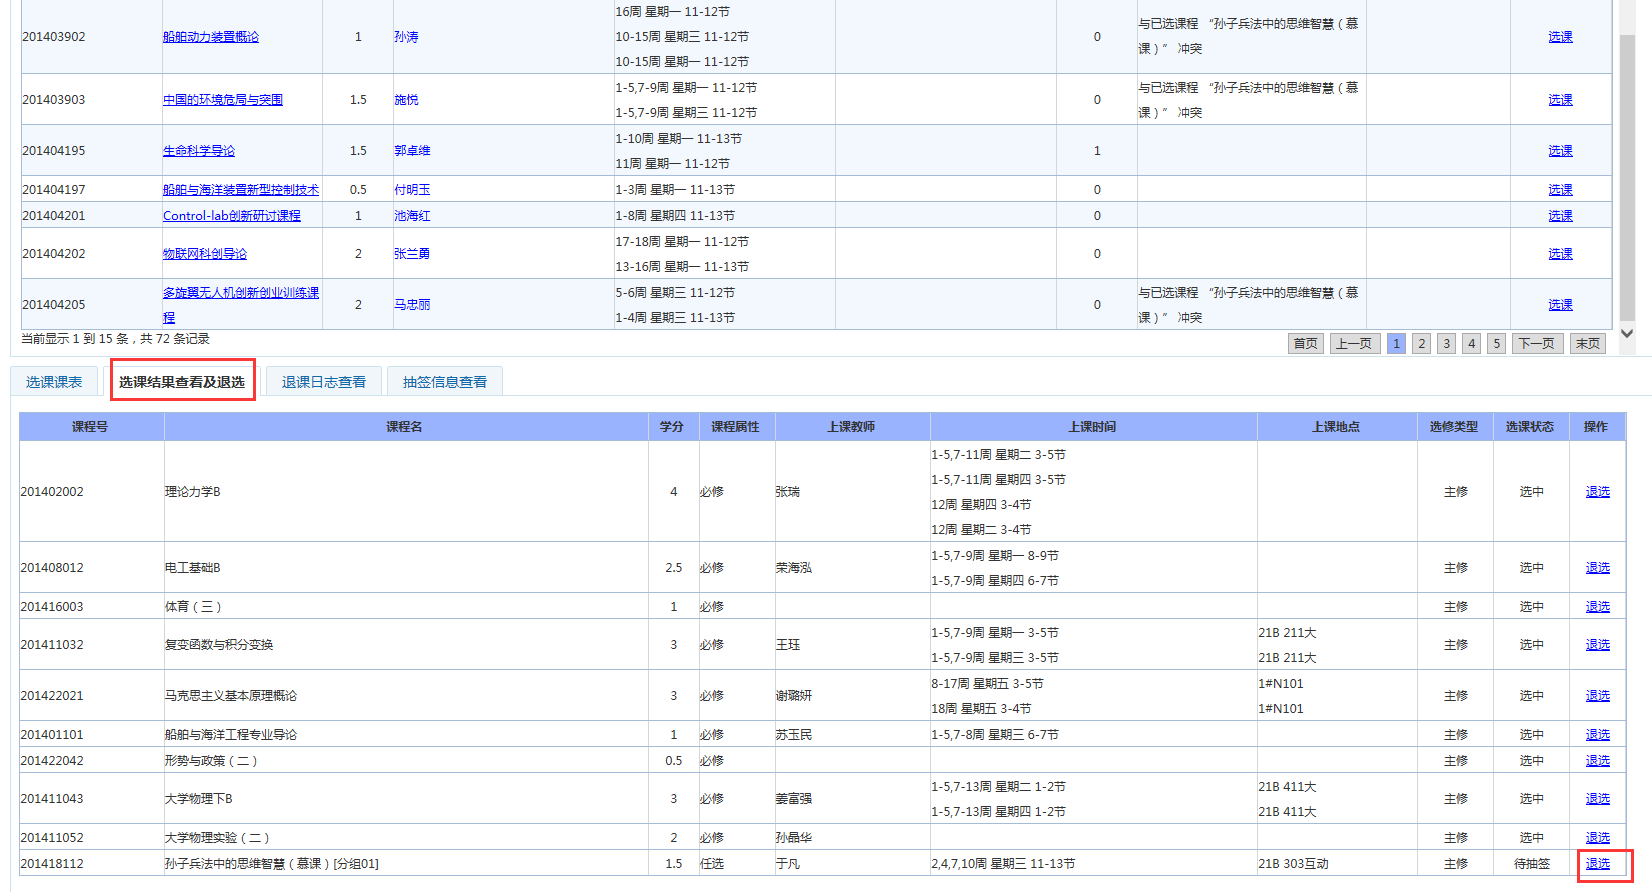 16周 星期一 11-12节
201403902 船舶动力装置概论 1 孙涛 10-15周 星期三 11-12节 0 与已选课程 “孙子兵法中的思维智慧（慕课）” 冲突 选课
10-15周 星期一 11-12节
201403903 中国的环境危局与突围 1.5 施悦 1-5,7-9周 星期一 11-12节 0 与已选课程 “孙子兵法中的思维智慧（慕课）” 冲突 选课
1-5,7-9周 星期三 11-12节
201404195 生命科学导论 1.5 郭卓维 1-10周 星期一 11-13节 1 选课
11周 星期一 11-12节
201404197 船舶与海洋装置新型控制技术 0.5 付明玉 1-3周 星期一 11-13节 0 选课
201404201 Control-lab创新研讨课程 1 池海红 1-8周 星期四 11-13节 0 选课
201404202 物联网科创导论 2 张兰勇 17-18周 星期一 11-12节 0 选课
13-16周 星期一 11-13节
201404205 多旋翼无人机创新创业训练课程 2 马忠丽 5-6周 星期三 11-12节 0 与已选课程 “孙子兵法中的思维智慧（慕课）” 冲突 选课
1-4周 星期三 11-13节
当前显示 1 到 15 条，共 72 条记录 首页 上一页 1 2 3 4 5 下一页 末页
选课课表 选课结果查看及退选 退课日志查看 抽签信息查看
课程号 课程名 学分 课程属性 上课教师 上课时间 上课地点 选修类型 选课状态 操作
201402002 理论力学B 4 必修 张瑞 1-5,7-11周 星期二 3-5节 主修 选中 退选
1-5,7-11周 星期四 3-5节
12周 星期四 3-4节
12周 星期二 3-4节
201408012 电工基础B 2.5 必修 荣海泓 1-5,7-9周 星期一 8-9节 主修 选中 退选
1-5,7-9周 星期四 6-7节
201416003 体育（三） 1 必修 主修 选中 退选
201411032 复变函数与积分变换 3 必修 王珏 1-5,7-9周 星期一 3-5节 21B 211大 主修 选中 退选
1-5,7-9周 星期三 3-5节 21B 211大
201422021 马克思主义基本原理概论 3 必修 谢璐妍 8-17周 星期五 3-5节 1#N101 主修 选中 退选
18周 星期五 3-4节 1#N101
201401101 船舶与海洋工程专业导论 1 必修 苏玉民 1-5,7-8周 星期三 6-7节 主修 选中 退选
201422042 形势与政策（二） 0.5 必修 主修 选中 退选
201411043 大学物理下B 3 必修 姜富强 1-5,7-13周 星期二 1-2节 21B 411大 主修 选中 退选
1-5,7-13周 星期四 1-2节 21B 411大
201411052 大学物理实验（二） 2 必修 孙晶华 主修 选中 退选
201418112 孙子兵法中的思维智慧（慕课）[分组01] 1.5 任选 于凡 2,4,7,10周 星期三 11-13节 21B 303互动 主修 待抽签 退选